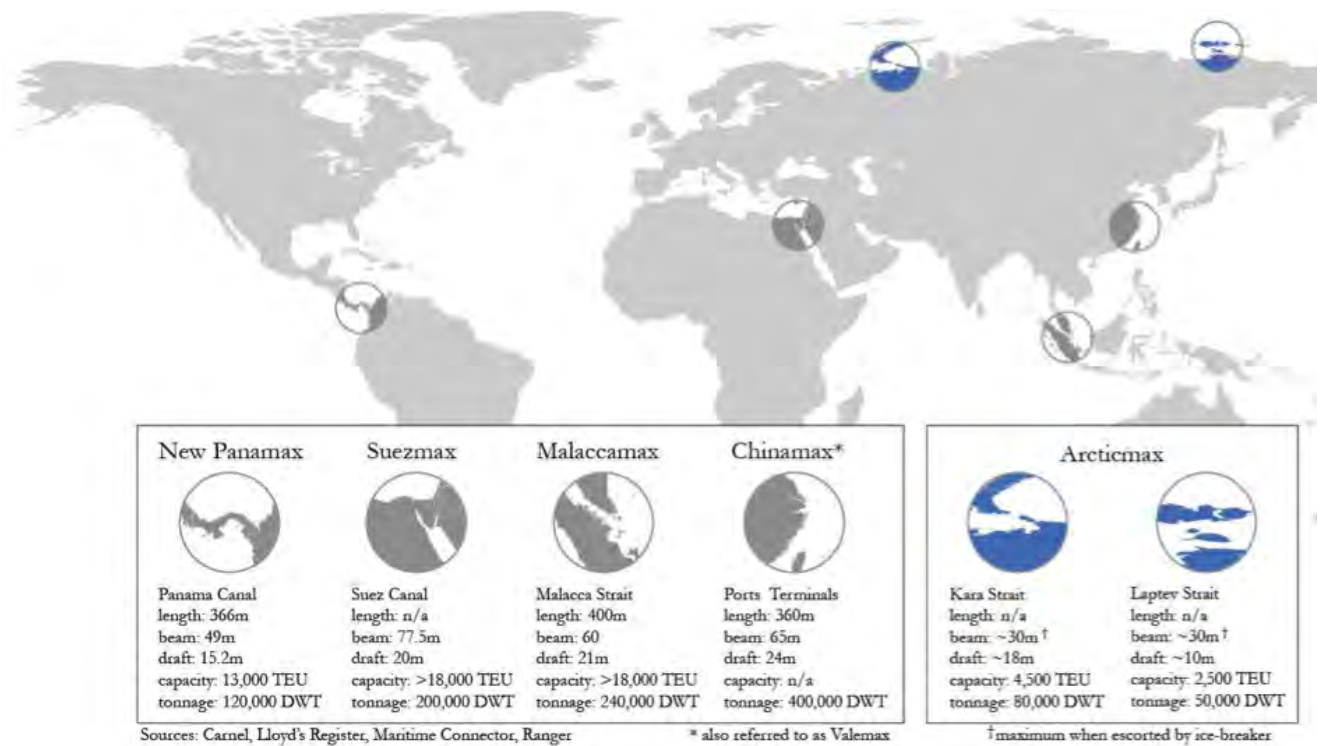 New Panamax
Panama Canal
length: 366m
beam: 49m
draft: 15.2m
capacity: 13,000 TEU
tonnage: 120,000 DWT
Suezmax
Suez Canal
length: n/a
beam: 77.5m
draft: 20m
capacity: >18,000 TEU
tonnage: 200,000 DWT
Malaccamax
Malacca Strait
length: 400m
beam: 60
draft: 21m
capacity: >18,000 TEU
tonnage: 240,000 DWT
Chinamax*
Ports Terminals
length: 360m
beam: 65m
draft: 24m
capacity: n/a
tonnage: 400,000 DWT
Arcticmax
Kara Strait
length: n/a
beam: ~30m †
draft: ~18m
capacity: 4,500 TEU
tonnage: 80,000 DWT
Laptev Strait
length: n/a
beam: ~30m †
draft: ~10m
capacity: 2,500 TEU
tonnage: 50,000 DWT
Sources: Carnel, Lloyd's Register, Maritime Connector, Ranger
* also referred to as Valemax
†maximum when escorted by ice-breaker